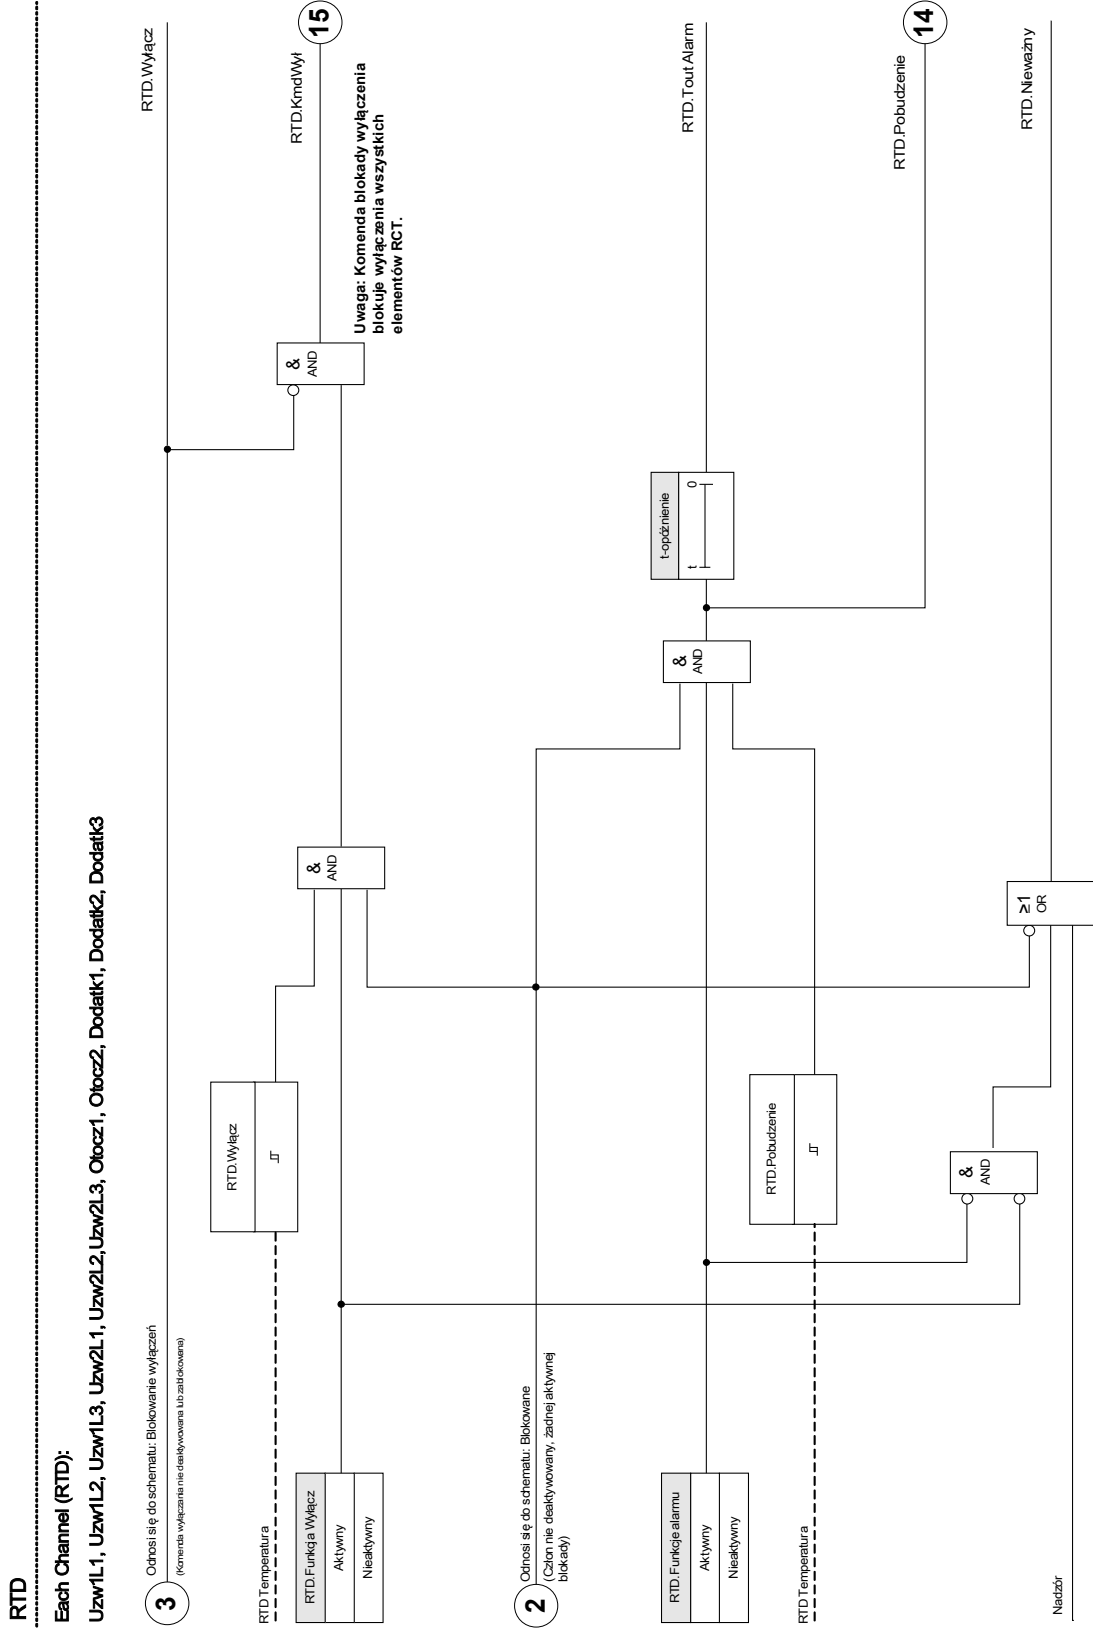 RTD
Each Channel (RTD):
Uzw1L1, Uzw1L2, Uzw1L3, Uzw2L1, Uzw2L2,Uzw2L3, Otocz1, Otocz2, Dodatk1, Dodatk2, Dodatk3
3
Odnosi się do schematu: Blokowanie wyłączeń
(Komenda wyłączania nie deaktywowana lub zablokowana)
RTD.Wyłącz
RTD Temperatura
RTD.Wyłącz
RTD.Funkcja Wyłącz
Aktywny
Nieaktywny
&
AND
&
AND
RTD.KmdWył
15
Uwaga: Komenda blokady wyłączenia
blokuje wyłączenia wszystkich
elementów RCT.
2
Odnosi się do schematu: Blokowane
(Człon nie deaktywowany, żadnej aktywnej
blokady)
RTD.Funkcje alarmu
Aktywny
Nieaktywny
&
AND
t-opóźnienie
t
0
RTD.Tout Alarm
RTD Temperatura
RTD.Pobudzenie
RTD.Pobudzenie
14
&
AND
≥1
OR
RTD.Nieważny
Nadzór